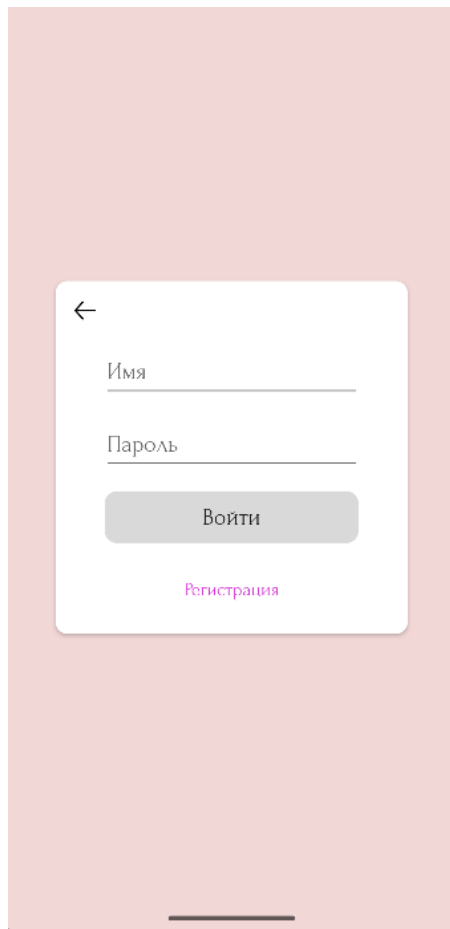 Имя
Пароль
Войти
Регистрация